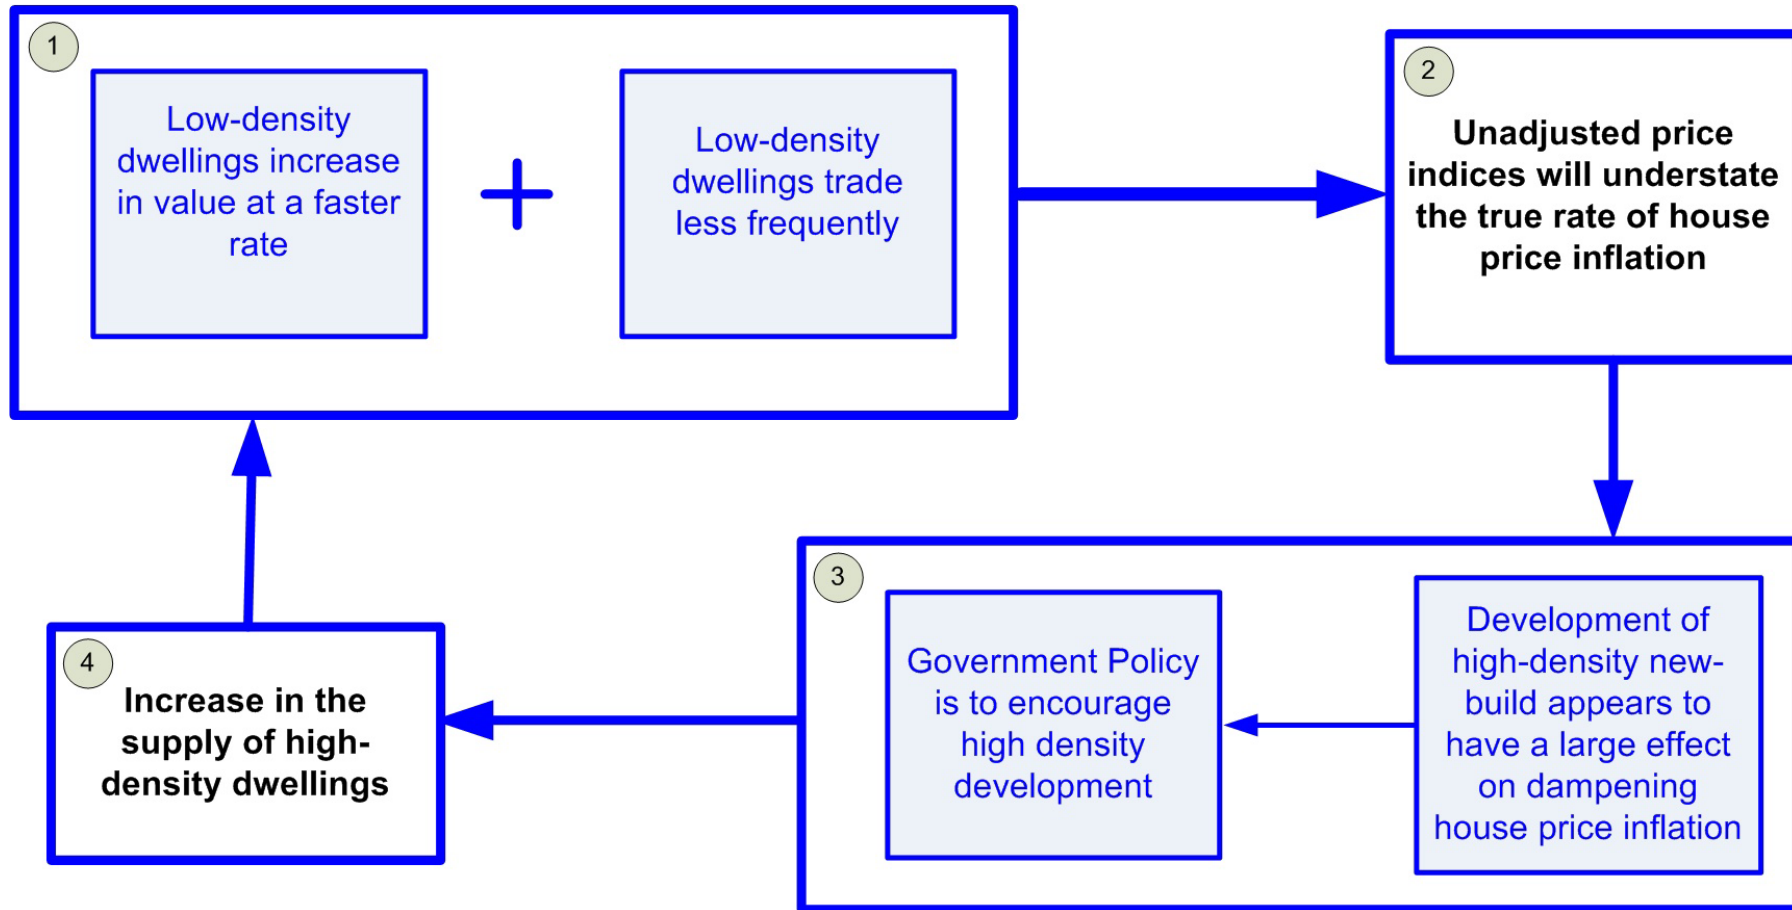 1
Low-density
dwellings increase
in value at a faster
rate
+
Low-density
dwellings trade
less frequently
2
Unadjusted price
indices will understate
the true rate of house
price inflation
3
Government Policy
is to encourage
high density
development
Development of
high-density new-
build appears to
have a large effect
on dampening
house price inflation
4
Increase in the
supply of high-
density dwellings